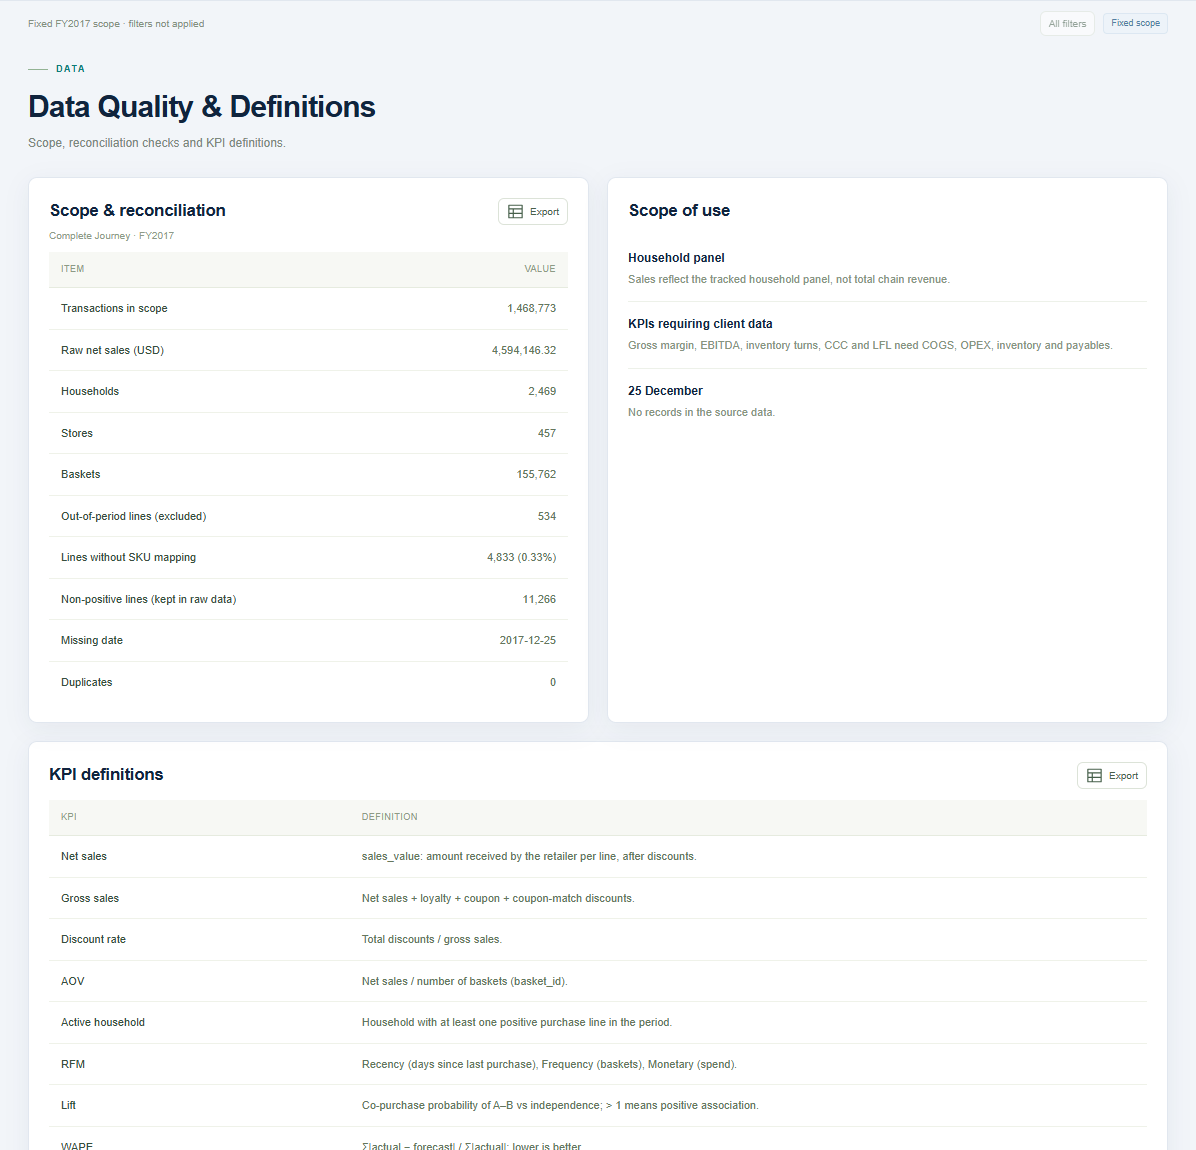 Fixed FY2017 scope · filters not applied
All filters
Fixed scope
DATA
Data Quality & Definitions
Scope, reconciliation checks and KPI definitions.
Scope & reconciliation
Export
Complete Journey · FY2017
ITEM VALUE
Transactions in scope 1,468,773
Raw net sales (USD) 4,594,146.32
Households 2,469
Stores 457
Baskets 155,762
Out-of-period lines (excluded) 534
Lines without SKU mapping 4,833 (0.33%)
Non-positive lines (kept in raw data) 11,266
Missing date 2017-12-25
Duplicates 0
Scope of use
Household panel
Sales reflect the tracked household panel, not total chain revenue.
KPIs requiring client data
Gross margin, EBITDA, inventory turns, CCC and LFL need COGS, OPEX, inventory and payables.
25 December
No records in the source data.
KPI definitions
Export
KPI DEFINITION
Net sales sales_value: amount received by the retailer per line, after discounts.
Gross sales Net sales + loyalty + coupon + coupon-match discounts.
Discount rate Total discounts / gross sales.
AOV Net sales / number of baskets (basket_id).
Active household Household with at least one positive purchase line in the period.
RFM Recency (days since last purchase), Frequency (baskets), Monetary (spend).
Lift Co-purchase probability of A–B vs independence; > 1 means positive association.
WAPE Σ|actual − forecast| / Σ|actual|; lower is better.